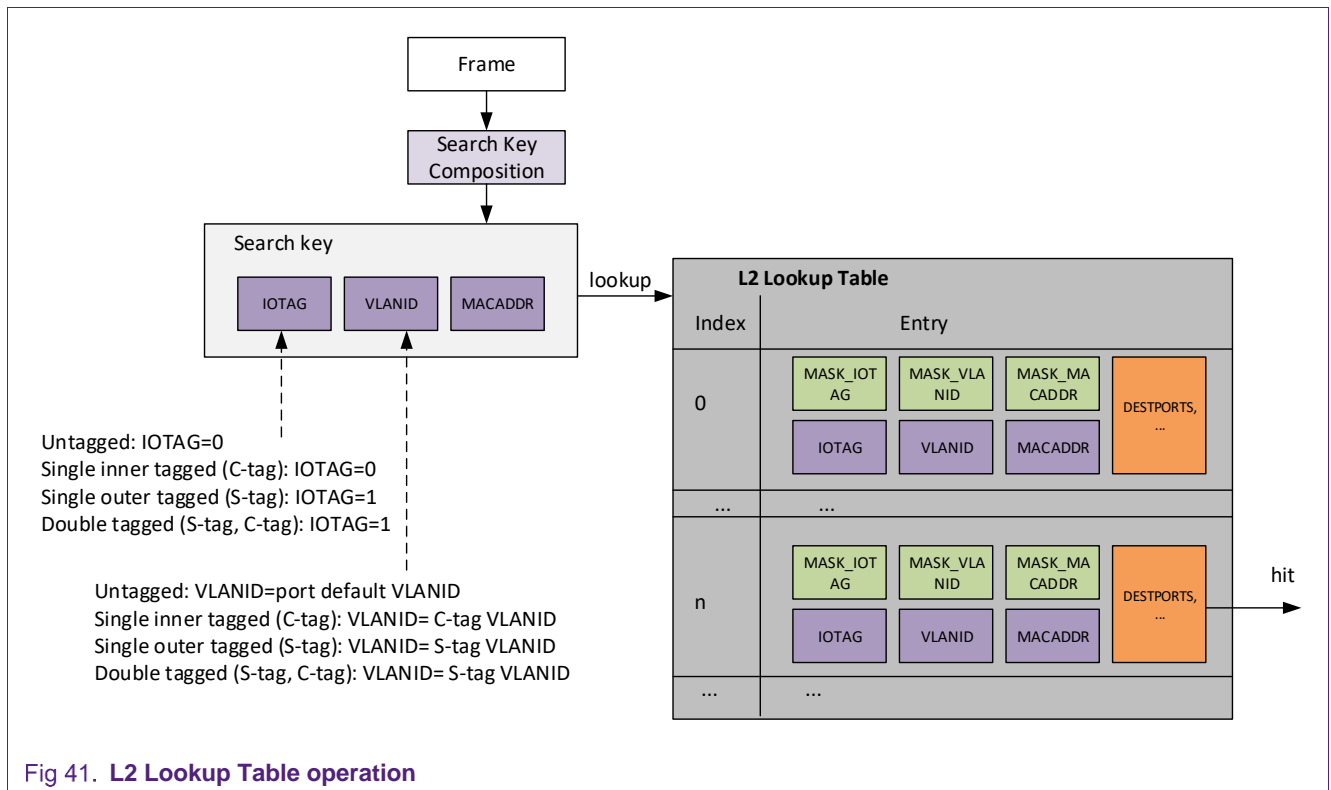 Frame
Search Key
Composition
Search key
IOTAG
VLANID
MACADDR
lookup
Untagged: IOTAG=0
Single inner tagged (C-tag): IOTAG=0
Single outer tagged (S-tag): IOTAG=1
Double tagged (S-tag, C-tag): IOTAG=1
Untagged: VLANID=port default VLANID
Single inner tagged (C-tag): VLANID= C-tag VLANID
Single outer tagged (S-tag): VLANID= S-tag VLANID
Double tagged (S-tag, C-tag): VLANID= S-tag VLANID
L2 Lookup Table
Index
Entry
0
MASK_IOT
AG
MASK_VLA
NID
MASK_MA
CADDR
DESTPORTS,
...
IOTAG
VLANID
MACADDR
...
...
n
MASK_IOT
AG
MASK_VLA
NID
MASK_MA
CADDR
DESTPORTS,
...
IOTAG
VLANID
MACADDR
hit
...
...
Fig 41. L2 Lookup Table operation